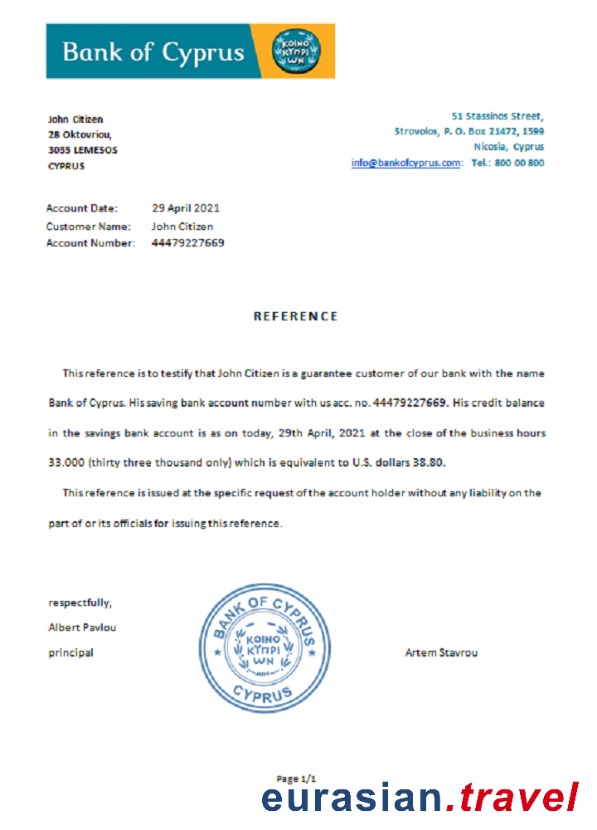 Bank of Cyprus
ΚΟΙΝΟ
ΚΥΠΡΙ
ΩΝ
John Citizen
28 Oktovriou,
3035 LEMESOS
CYPRUS
51 Stassinos Street,
Strovolos, P. O. Box 21472, 1599
Nicosia, Cyprus
info@bankofcyprus.com: Tel.: 800 00 800
Account Date: 29 April 2021
Customer Name: John Citizen
Account Number: 44479227669
REFERENCE
This reference is to testify that John Citizen is a guarantee customer of our bank with the name
Bank of Cyprus. His saving bank account number with us acc. no. 44479227669. His credit balance
in the savings bank account is as on today, 29th April, 2021 at the close of the business hours
33.000 (thirty three thousand only) which is equivalent to U.S. dollars 38.80.
This reference is issued at the specific request of the account holder without any liability on the
part of or its officials for issuing this reference.
respectfully,
Albert Pavlou
principal
BANK OF CYPRUS
ΚΟΙΝΟ
ΚΥΠΡΙ
ΩΝ
CYPRUS
Artem Stavrou
Page 1/1
eurasian.travel